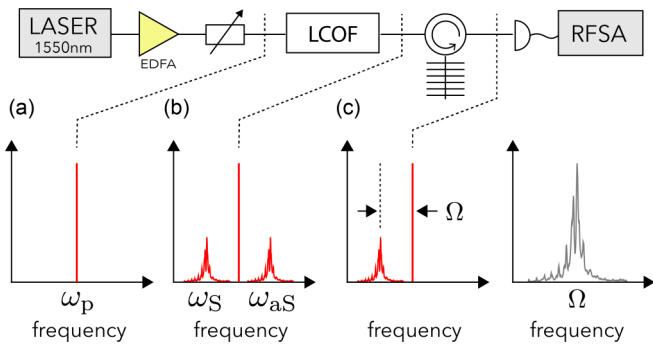 LASER
1550nm
EDFA
LCOF
RFSA
(a)
(b)
(c)
Ω
ωp
ωS
ωaS
Ω
frequency
frequency
frequency
frequency